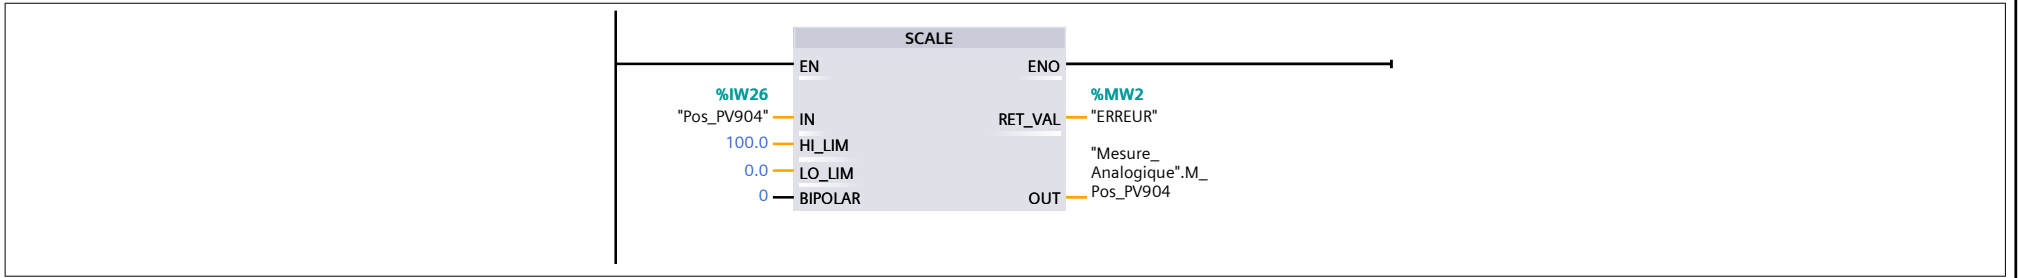 SCALE
EN ENO
%IW26 %MW2
"Pos_PV904" IN RET_VAL "ERREUR"
100.0 HI_LIM
"Mesure_
0.0 LO_LIM Analogique".M_
Pos_PV904
0 BIPOLAR OUT